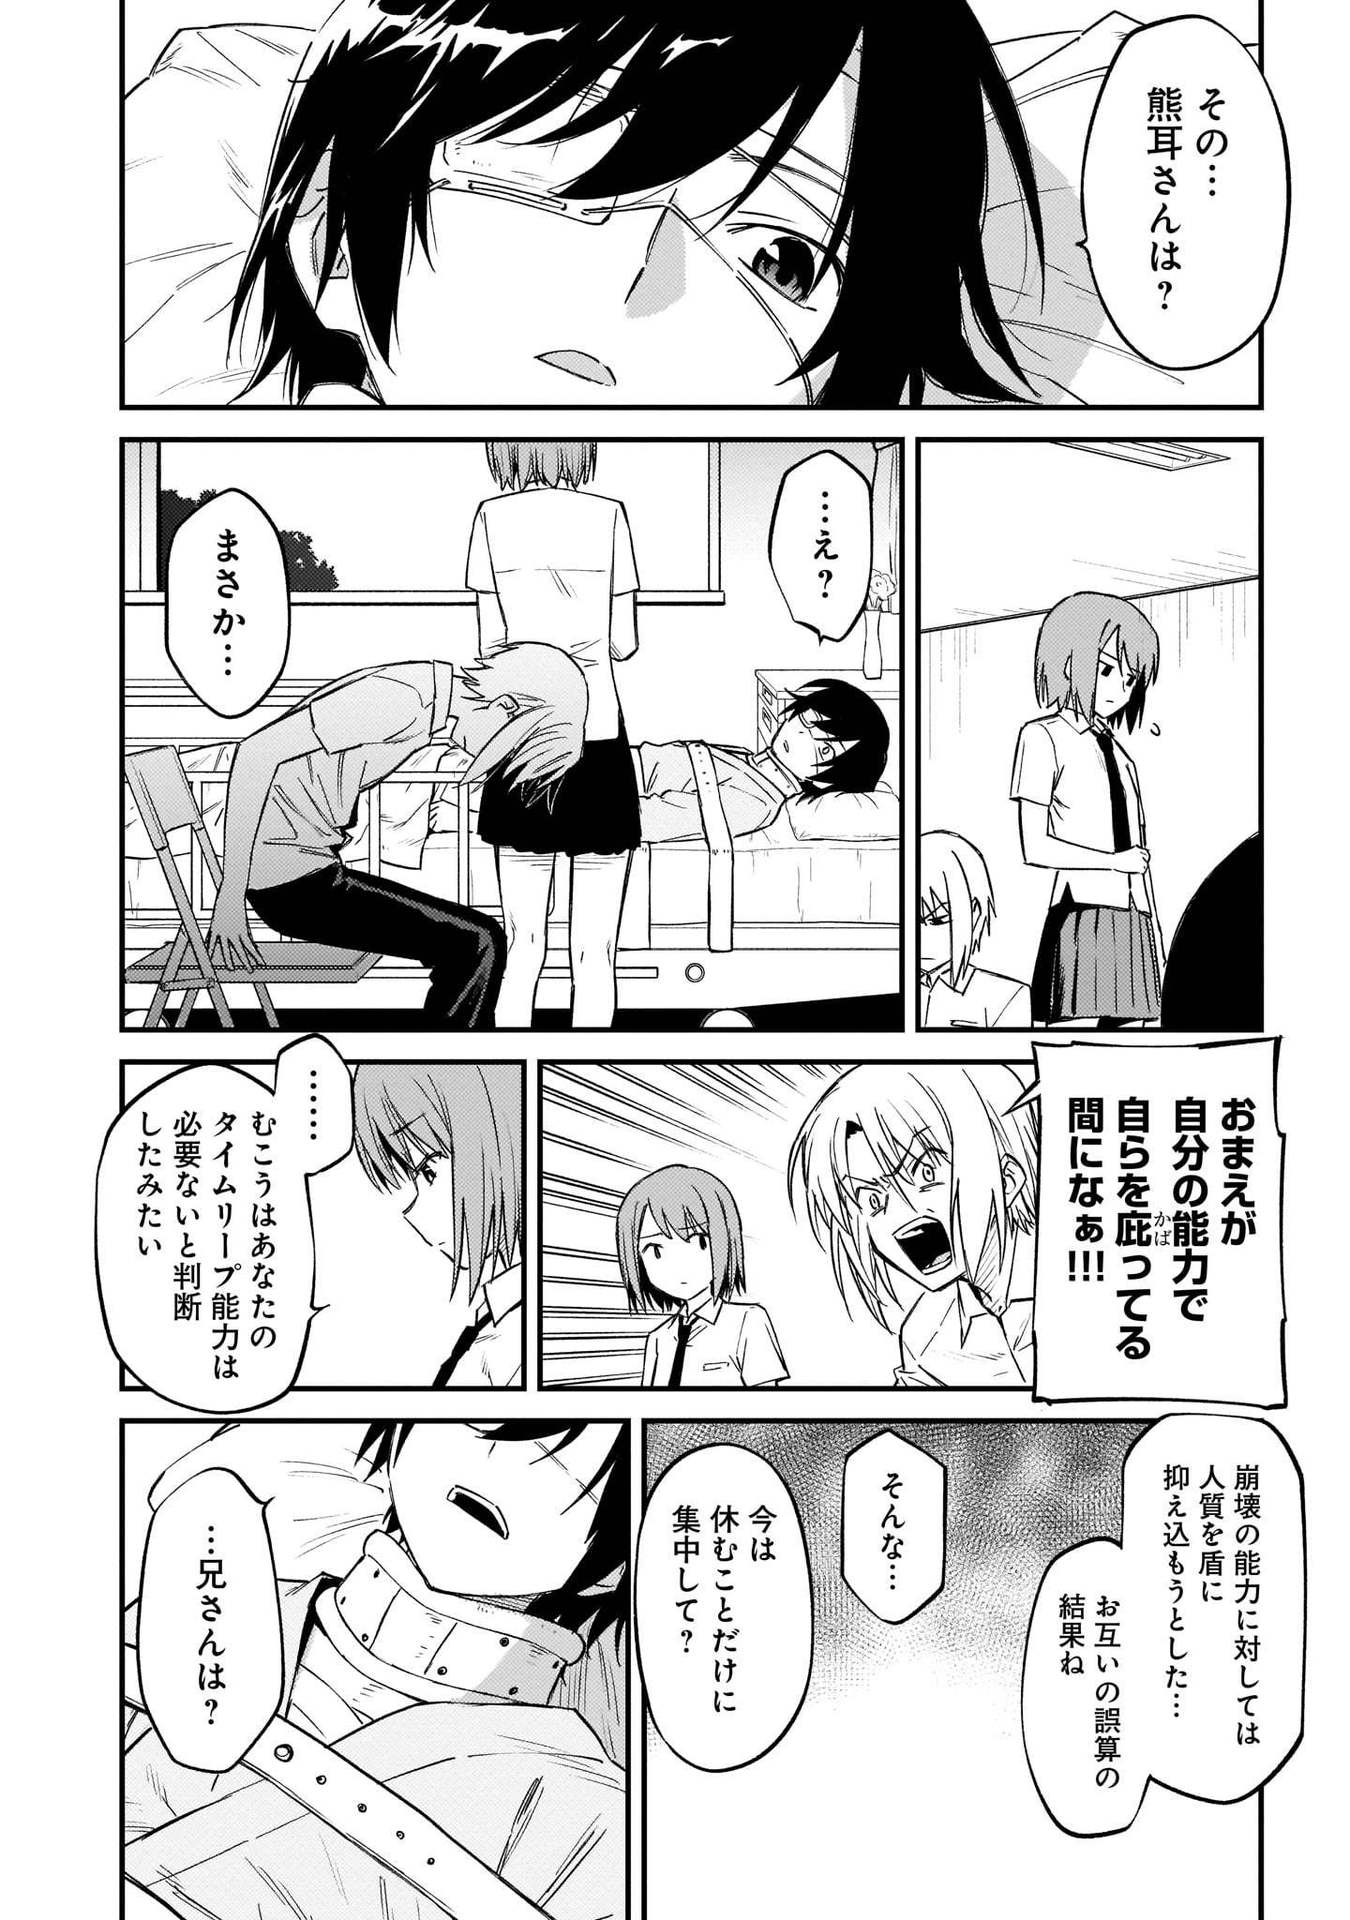 その…
熊耳さんは？
…え？
まさか…
おまえが
自分の能力で
自らを庇ってる
かば
間になぁ!!!
……
むこうはあなたの
タイムリープ能力は
必要ないと判断
したみたい
崩壊の能力に対しては
人質を盾に
抑え込もうとした…
お互いの誤算の
結果ね
そんな…
今は
休むことだけに
集中して？
…兄さんは？